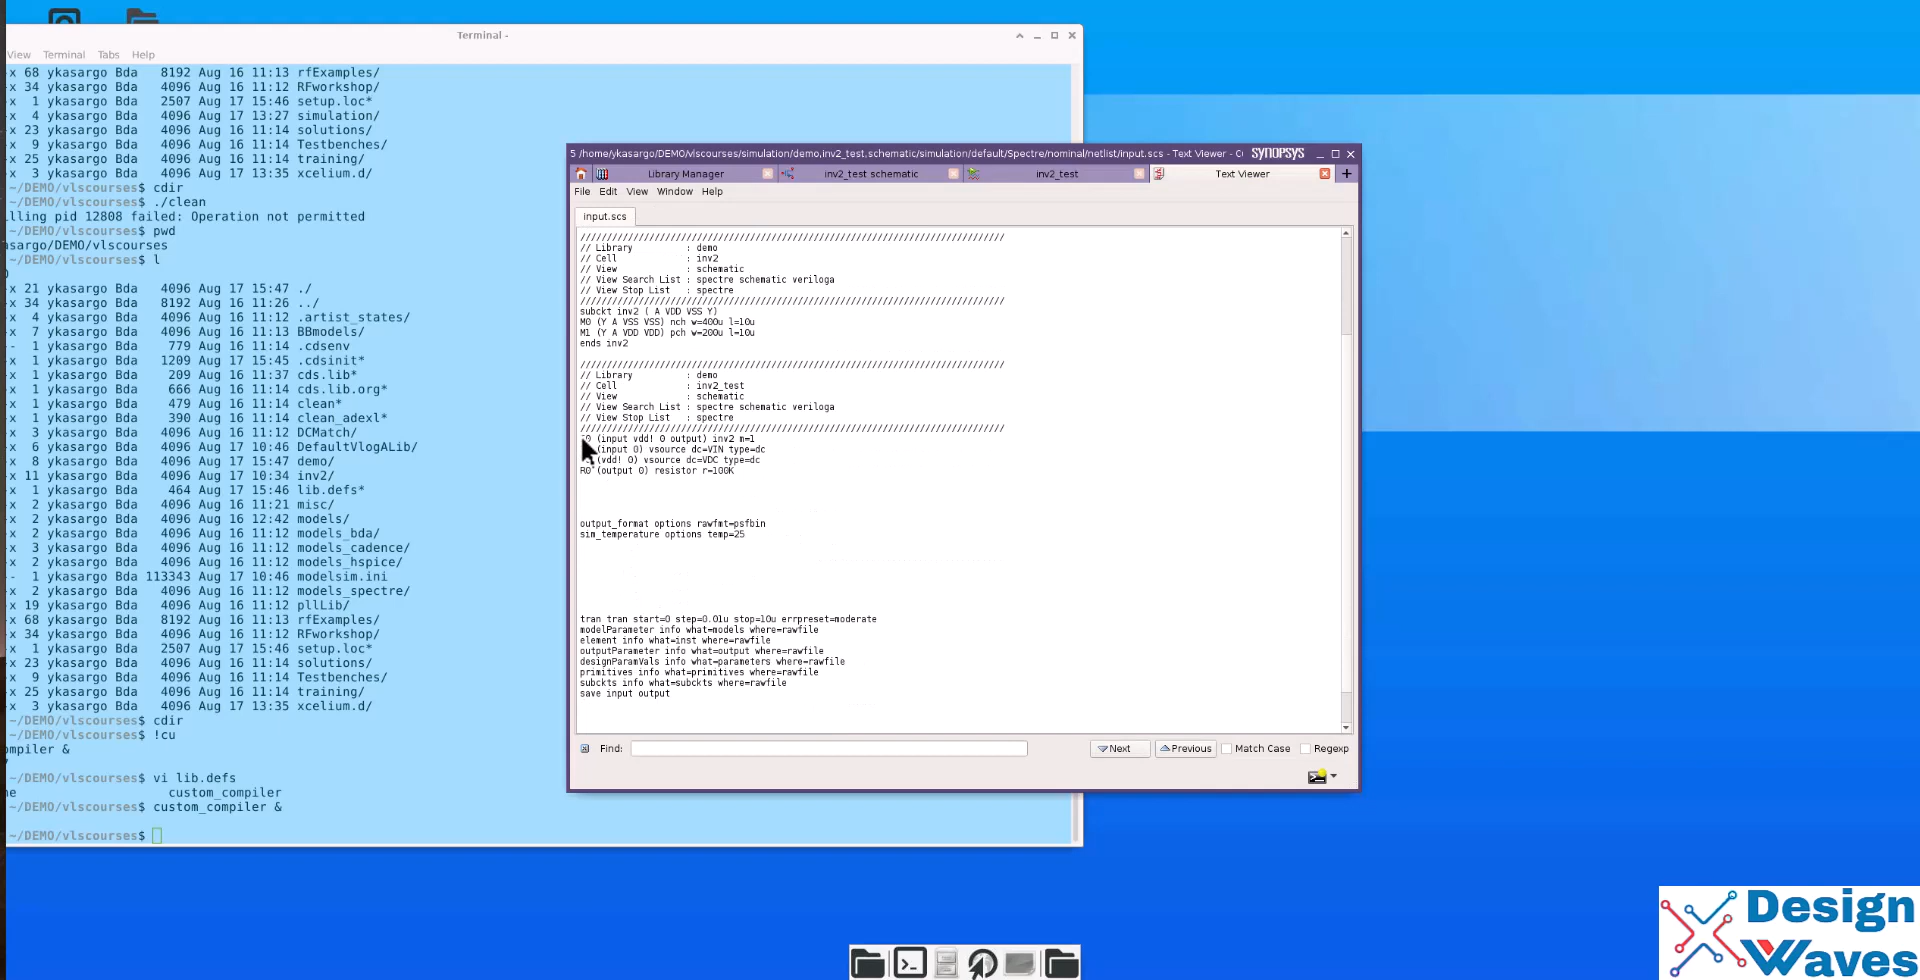 Terminal -
View Terminal Tabs Help
x 68 ykasargo Bda 8192 Aug 16 11:13 rfExamples/
x 34 ykasargo Bda 4096 Aug 16 11:12 RFworkshop/
x 1 ykasargo Bda 2507 Aug 17 15:46 setup.loc*
x 4 ykasargo Bda 4096 Aug 17 13:27 simulation/
x 23 ykasargo Bda 4096 Aug 16 11:14 solutions/
x 9 ykasargo Bda 4096 Aug 16 11:14 Testbenches/
x 25 ykasargo Bda 4096 Aug 16 11:14 training/
x 3 ykasargo Bda 4096 Aug 17 13:35 xcelium.d/
~/DEMO/vlscourses$ cdir
~/DEMO/vlscourses$ ./clean
lling pid 12808 failed: Operation not permitted
~/DEMO/vlscourses$ pwd
asargo/DEMO/vlscourses
~/DEMO/vlscourses$ l
x 21 ykasargo Bda 4096 Aug 17 15:47 ./
x 34 ykasargo Bda 8192 Aug 16 11:26 ../
x 4 ykasargo Bda 4096 Aug 16 11:14 .artist_states/
x 7 ykasargo Bda 4096 Aug 16 11:13 BBmodels/
-- 1 ykasargo Bda 779 Aug 16 11:14 .cdsenv
x 1 ykasargo Bda 1209 Aug 17 15:45 .cdsinit*
x 1 ykasargo Bda 209 Aug 16 11:37 cds.lib*
x 1 ykasargo Bda 666 Aug 16 11:14 cds.lib.org*
x 1 ykasargo Bda 479 Aug 16 11:14 clean*
x 1 ykasargo Bda 390 Aug 16 11:14 clean_adexl*
x 3 ykasargo Bda 4096 Aug 16 11:12 DCMatch/
x 6 ykasargo Bda 4096 Aug 17 10:46 DefaultVlogALib/
x 8 ykasargo Bda 4096 Aug 17 15:47 demo/
x 11 ykasargo Bda 4096 Aug 17 10:34 inv2/
x 1 ykasargo Bda 464 Aug 17 15:46 lib.defs*
x 2 ykasargo Bda 4096 Aug 16 11:21 misc/
x 2 ykasargo Bda 4096 Aug 16 12:42 models/
x 2 ykasargo Bda 4096 Aug 16 11:12 models_bda/
x 3 ykasargo Bda 4096 Aug 16 11:12 models_cadence/
x 2 ykasargo Bda 4096 Aug 16 11:12 models_hspice/
-- 1 ykasargo Bda 113343 Aug 17 10:46 modelsim.ini
x 2 ykasargo Bda 4096 Aug 16 11:12 models_spectre/
x 19 ykasargo Bda 4096 Aug 16 11:12 pllLib/
x 68 ykasargo Bda 8192 Aug 16 11:13 rfExamples/
x 34 ykasargo Bda 4096 Aug 16 11:12 RFworkshop/
x 1 ykasargo Bda 2507 Aug 17 15:46 setup.loc*
x 23 ykasargo Bda 4096 Aug 16 11:14 solutions/
x 9 ykasargo Bda 4096 Aug 16 11:14 Testbenches/
x 25 ykasargo Bda 4096 Aug 16 11:14 training/
x 3 ykasargo Bda 4096 Aug 17 13:35 xcelium.d/
~/DEMO/vlscourses$ cdir
~/DEMO/vlscourses$ !cu
ompiler &
~/DEMO/vlscourses$ vi lib.defs
ne custom_compiler
~/DEMO/vlscourses$ custom_compiler &
~/DEMO/vlscourses$
5 /home/ykasargo/DEMO/vlscourses/simulation/demo,inv2_test,schematic/simulation/default/Spectre/nominal/netlist/input.scs - Text Viewer - C SYNOPSYS
Library Manager inv2_test schematic inv2_test Text Viewer
File Edit View Window Help
input.scs
////////////////////////////////////////////////////////////////////////////////
// Library : demo
// Cell : inv2
// View : schematic
// View Search List : spectre schematic veriloga
// View Stop List : spectre
////////////////////////////////////////////////////////////////////////////////
subckt inv2 ( A VDD VSS Y)
M0 (Y A VSS VSS) nch w=400u l=10u
M1 (Y A VDD VDD) pch w=200u l=10u
ends inv2
////////////////////////////////////////////////////////////////////////////////
// Library : demo
// Cell : inv2_test
// View : schematic
// View Search List : spectre schematic veriloga
// View Stop List : spectre
////////////////////////////////////////////////////////////////////////////////
(input vdd! 0 output) inv2 m=1
(input 0) vsource dc=VIN type=dc
(vdd! 0) vsource dc=VDC type=dc
R0 (output 0) resistor r=100K
output_format options rawfmt=psfbin
sim_temperature options temp=25
tran tran start=0 step=0.01u stop=10u errpreset=moderate
modelParameter info what=models where=rawfile
element info what=inst where=rawfile
outputParameter info what=output where=rawfile
designParamVals info what=parameters where=rawfile
primitives info what=primitives where=rawfile
subckts info what=subckts where=rawfile
save input output
Find: Next Previous Match Case Regexp
Design
Waves